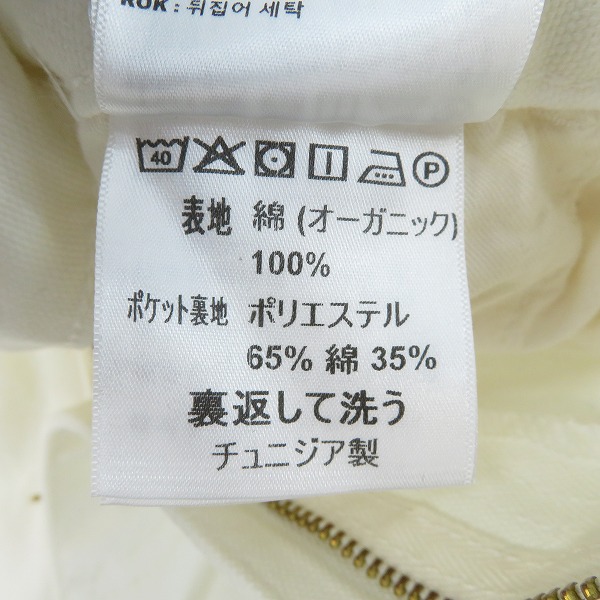 ROK : 뒤집어 세탁
40 P
表地 綿 (オーガニック)
100%
ポケット裏地 ポリエステル
65% 綿 35%
裏返して洗う
チュニジア製